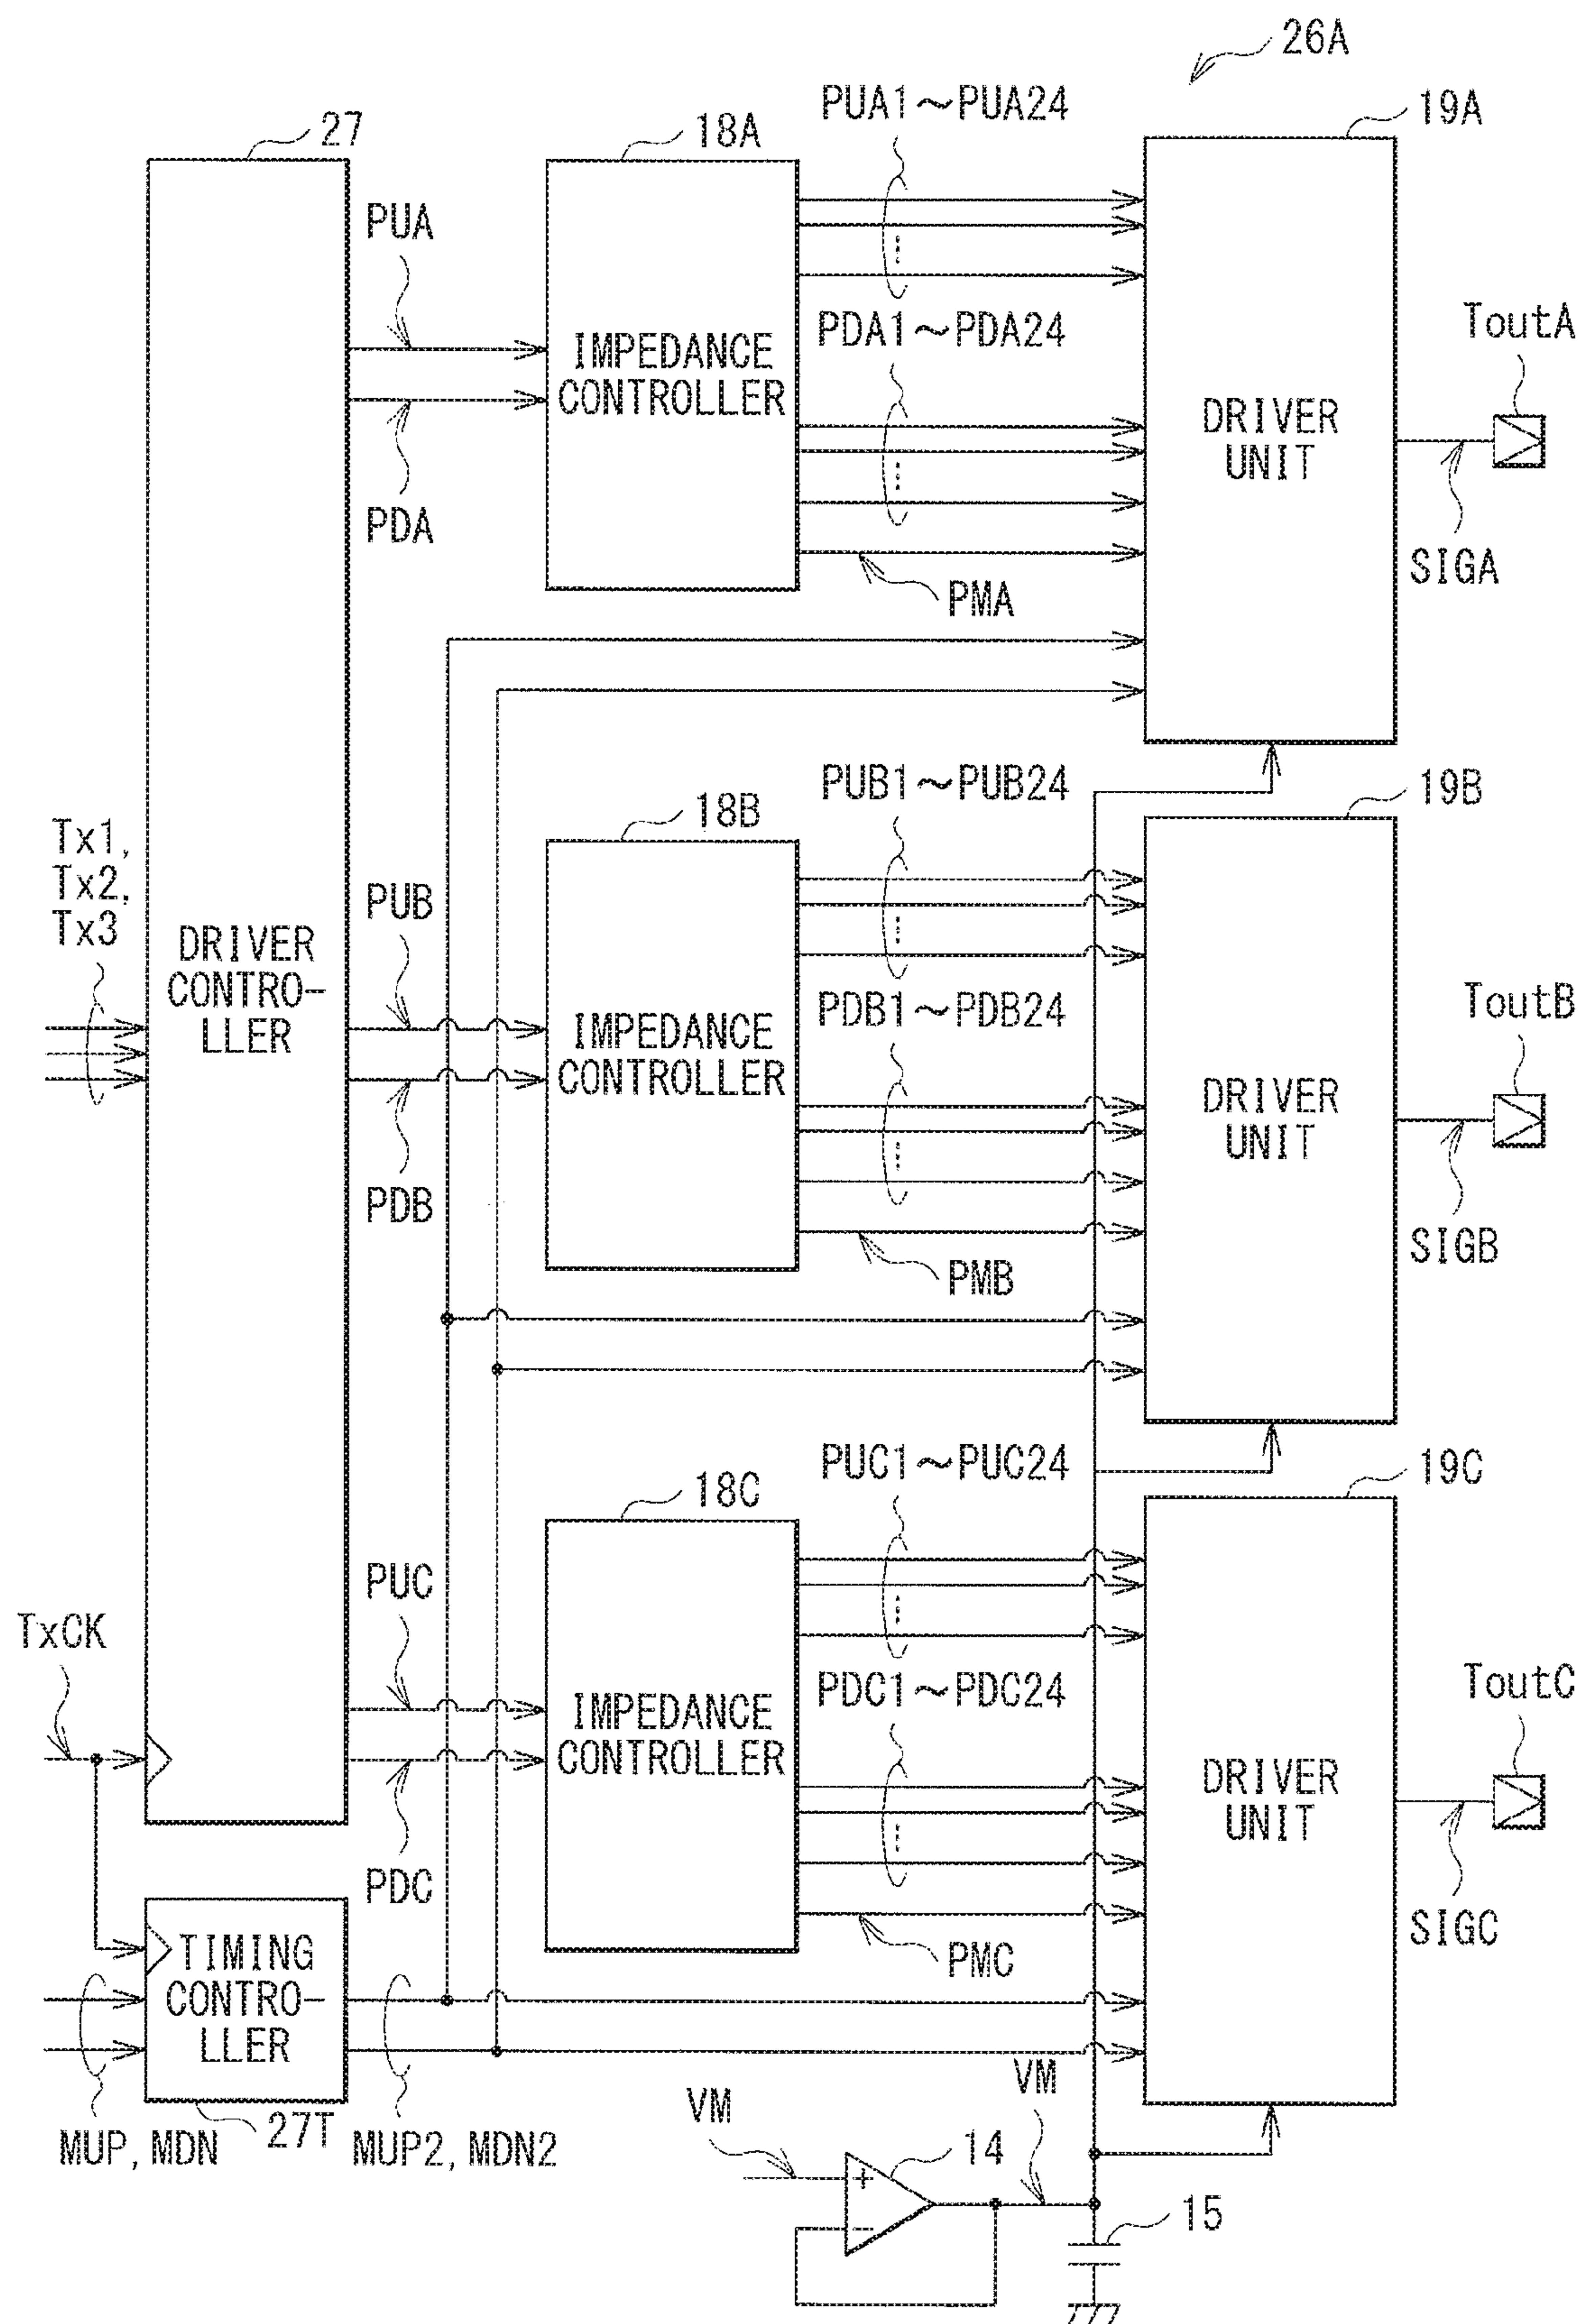 26A
PUA1～PUA24
19A
27
18A
PUA
PDA1～PDA24
ToutA
IMPEDANCE
CONTROLLER
DRIVER
UNIT
PDA
SIGA
PMA
PUB1～PUB24
19B
18B
Tx1,
Tx2,
Tx3
PUB
DRIVER
CONTRO-
LLER
PDB1～PDB24
ToutB
IMPEDANCE
CONTROLLER
DRIVER
UNIT
PDB
SIGB
PMB
PUC1～PUC24
19C
18C
PUC
TxCK
PDC1～PDC24
ToutC
IMPEDANCE
CONTROLLER
DRIVER
UNIT
PDC
SIGC
PMC
TIMING
CONTRO-
LLER
VM
VM
27T
MUP, MDN
MUP2, MDN2
14
+
−
15